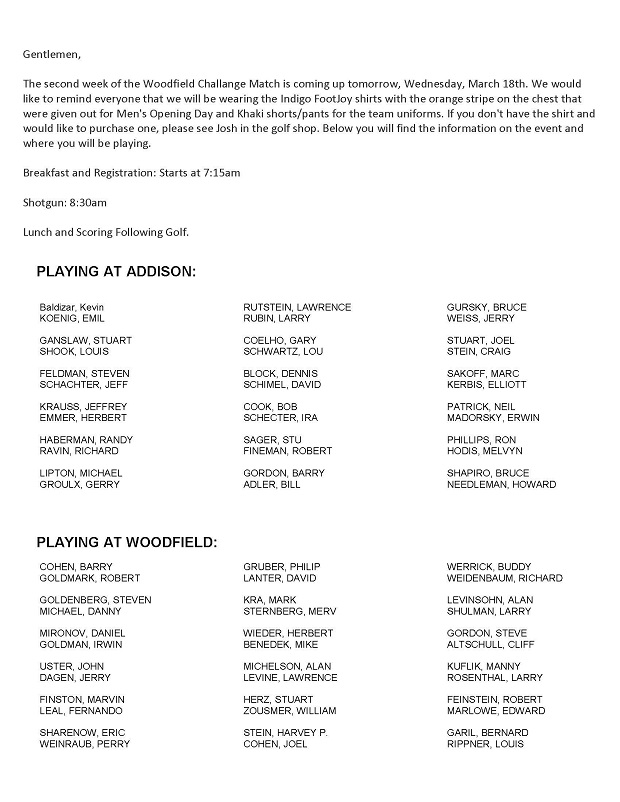 Gentlemen,
The second week of the Woodfield Challange Match is coming up tomorrow, Wednesday, March 18th. We would
like to remind everyone that we will be wearing the Indigo FootJoy shirts with the orange stripe on the chest that
were given out for Men's Opening Day and Khaki shorts/pants for the team uniforms. If you don't have the shirt and
would like to purchase one, please see Josh in the golf shop. Below you will find the information on the event and
where you will be playing.
Breakfast and Registration: Starts at 7:15am
Shotgun: 8:30am
Lunch and Scoring Following Golf.
PLAYING AT ADDISON:
Baldizar, Kevin RUTSTEIN, LAWRENCE GURSKY, BRUCE
KOENIG, EMIL RUBIN, LARRY WEISS, JERRY
GANSLAW, STUART COELHO, GARY STUART, JOEL
SHOOK, LOUIS SCHWARTZ, LOU STEIN, CRAIG
FELDMAN, STEVEN BLOCK, DENNIS SAKOFF, MARC
SCHACHTER, JEFF SCHIMEL, DAVID KERBIS, ELLIOTT
KRAUSS, JEFFREY COOK, BOB PATRICK, NEIL
EMMER, HERBERT SCHECTER, IRA MADORSKY, ERWIN
HABERMAN, RANDY SAGER, STU PHILLIPS, RON
RAVIN, RICHARD FINEMAN, ROBERT HODIS, MELVYN
LIPTON, MICHAEL GORDON, BARRY SHAPIRO, BRUCE
GROULX, GERRY ADLER, BILL NEEDLEMAN, HOWARD
PLAYING AT WOODFIELD:
COHEN, BARRY GRUBER, PHILIP WERRICK, BUDDY
GOLDMARK, ROBERT LANTER, DAVID WEIDENBAUM, RICHARD
GOLDENBERG, STEVEN KRA, MARK LEVINSOHN, ALAN
MICHAEL, DANNY STERNBERG, MERV SHULMAN, LARRY
MIRONOV, DANIEL WIEDER, HERBERT GORDON, STEVE
GOLDMAN, IRWIN BENEDEK, MIKE ALTSCHULL, CLIFF
USTER, JOHN MICHELSON, ALAN KUFLIK, MANNY
DAGEN, JERRY LEVINE, LAWRENCE ROSENTHAL, LARRY
FINSTON, MARVIN HERZ, STUART FEINSTEIN, ROBERT
LEAL, FERNANDO ZOUSMER, WILLIAM MARLOWE, EDWARD
SHARENOW, ERIC STEIN, HARVEY P. GARIL, BERNARD
WEINRAUB, PERRY COHEN, JOEL RIPPNER, LOUIS